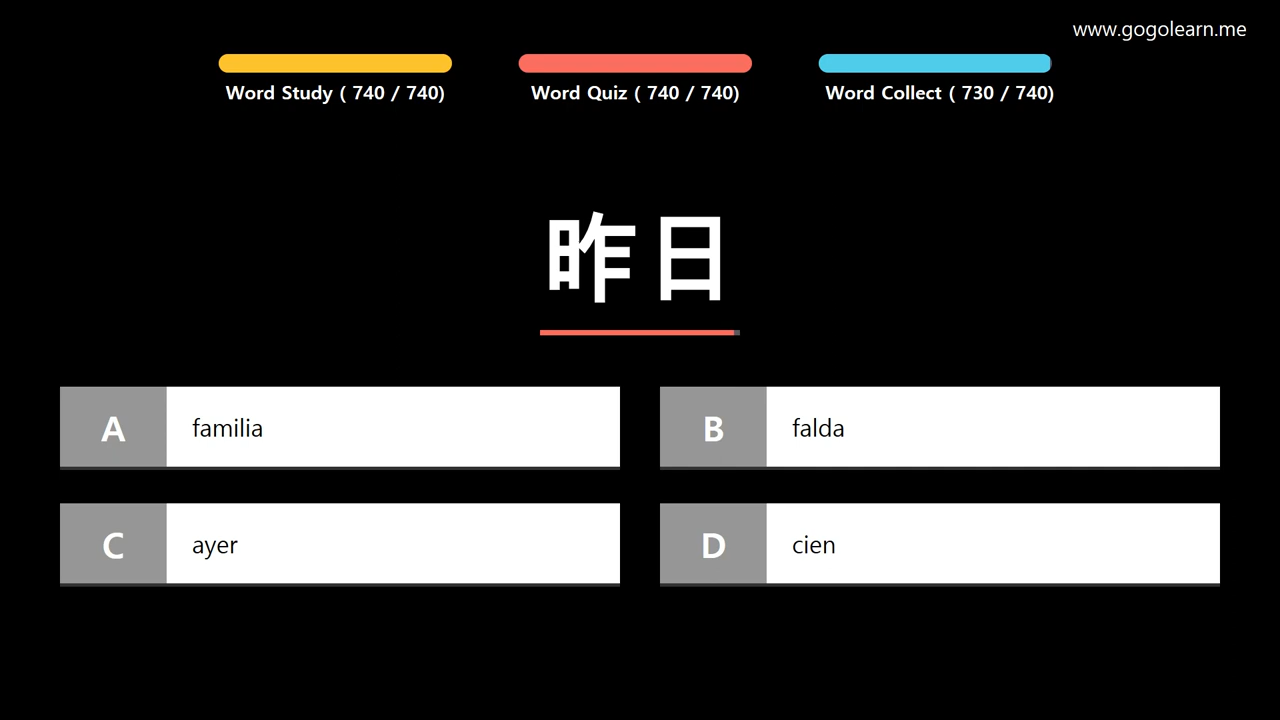 www.gogolearn.me
Word Study ( 740 / 740)
Word Quiz ( 740 / 740)
Word Collect ( 730 / 740)
昨日
A familia
B falda
C ayer
D cien